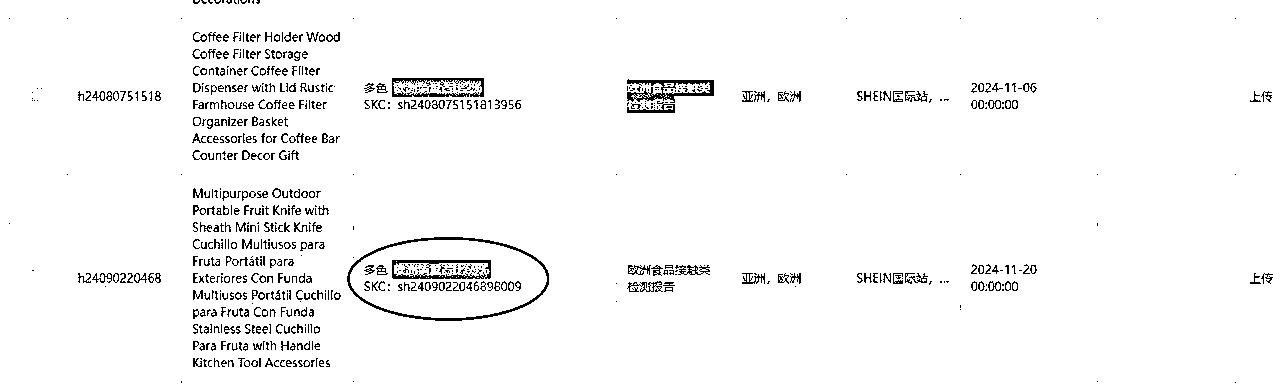 Coffee Filter Holder Wood
Coffee Filter Storage
Container Coffee Filter
Dispenser with Lid Rustic
Farmhouse Coffee Filter
Organizer Basket
Accessories for Coffee Bar
Counter Decor Gift
h24080751518
多色
SKC: sh2408075151813956
欧洲食品接触类
检测报告
亚洲，欧洲
SHEIN国际站，...
2024-11-06
00:00:00
上传
Multipurpose Outdoor
Portable Fruit Knife with
Sheath Mini Stick Knife
Cuchillo Multiusos para
Fruta Portátil para
Exteriores Con Funda
Multiusos Portátil Cuchillo
para Fruta Con Funda
Stainless Steel Cuchillo
Para Fruta with Handle
Kitchen Tool Accessories
h24090220468
多色
SKC: sh2409022046898009
欧洲食品接触类
检测报告
亚洲，欧洲
SHEIN国际站，...
2024-11-20
00:00:00
上传